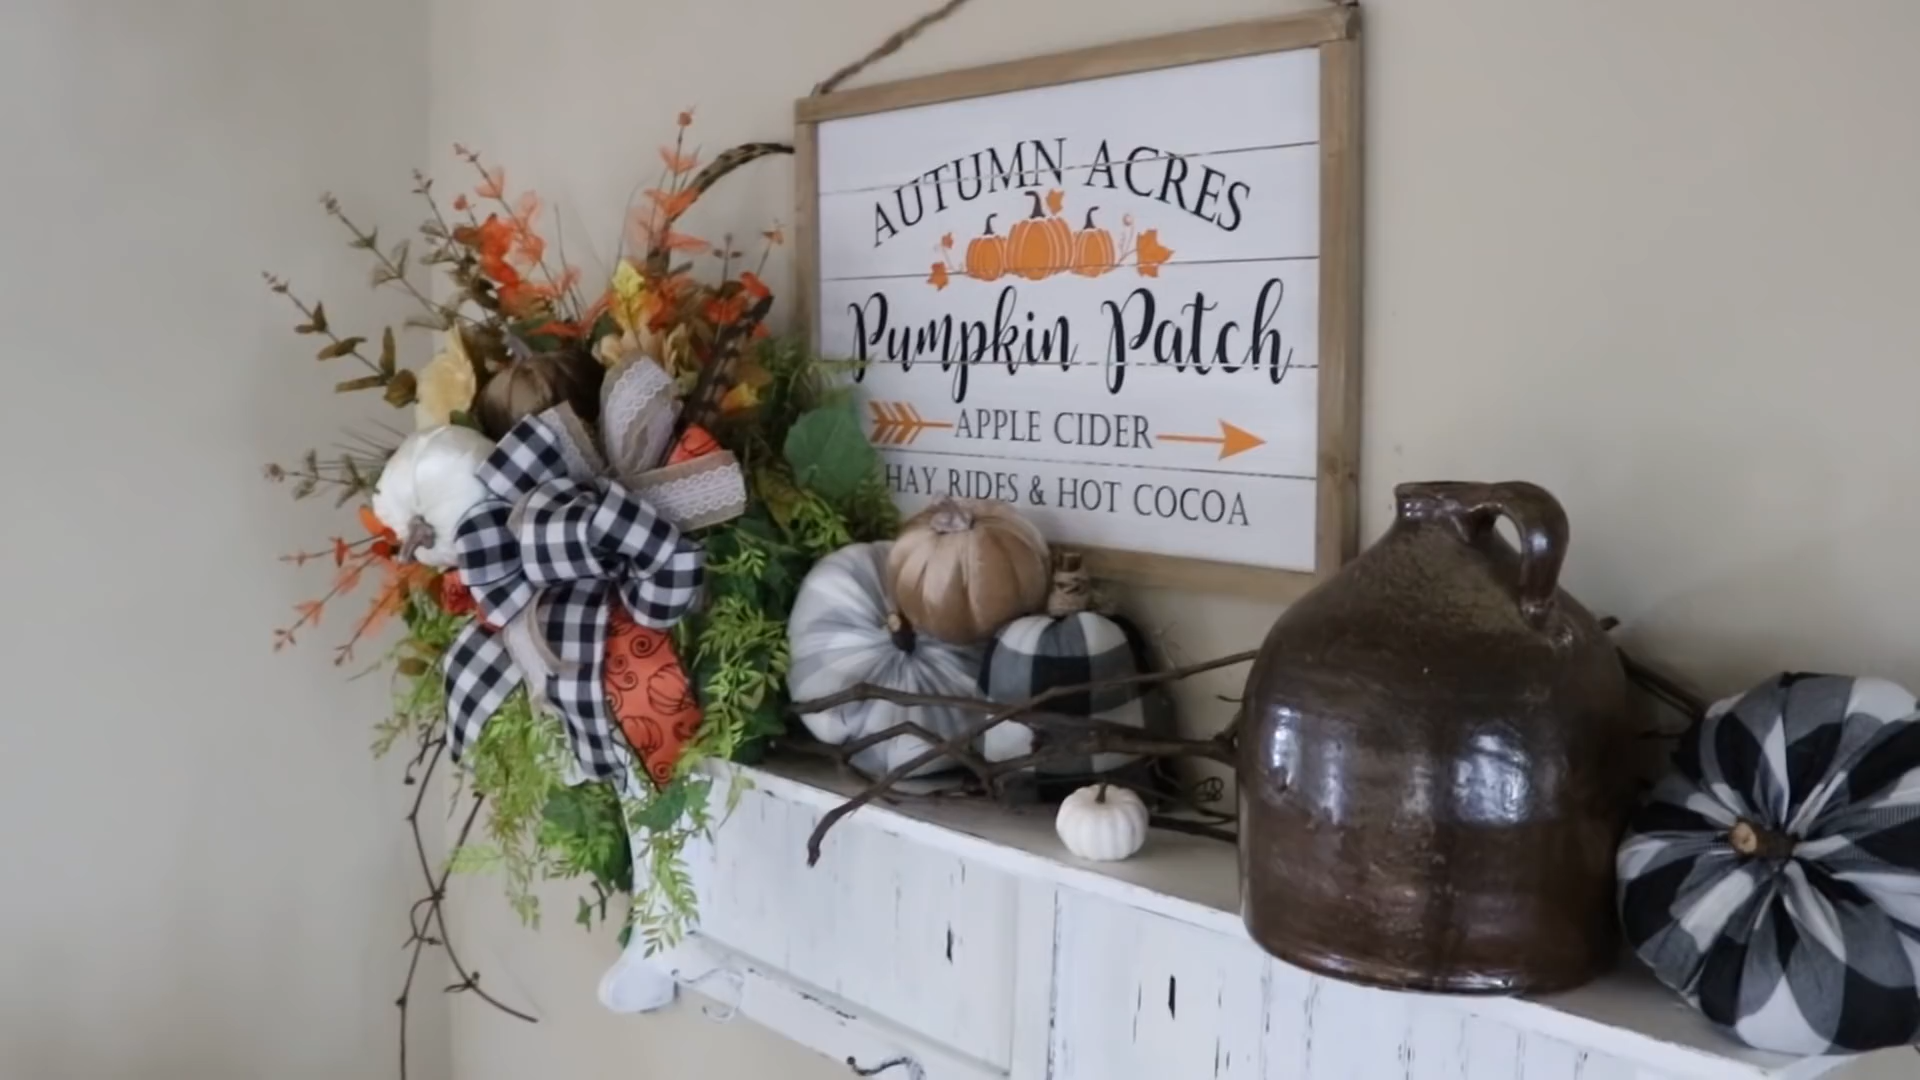 AUTUMN ACRES
Pumpkin Patch
APPLE CIDER
HAY RIDES & HOT COCOA